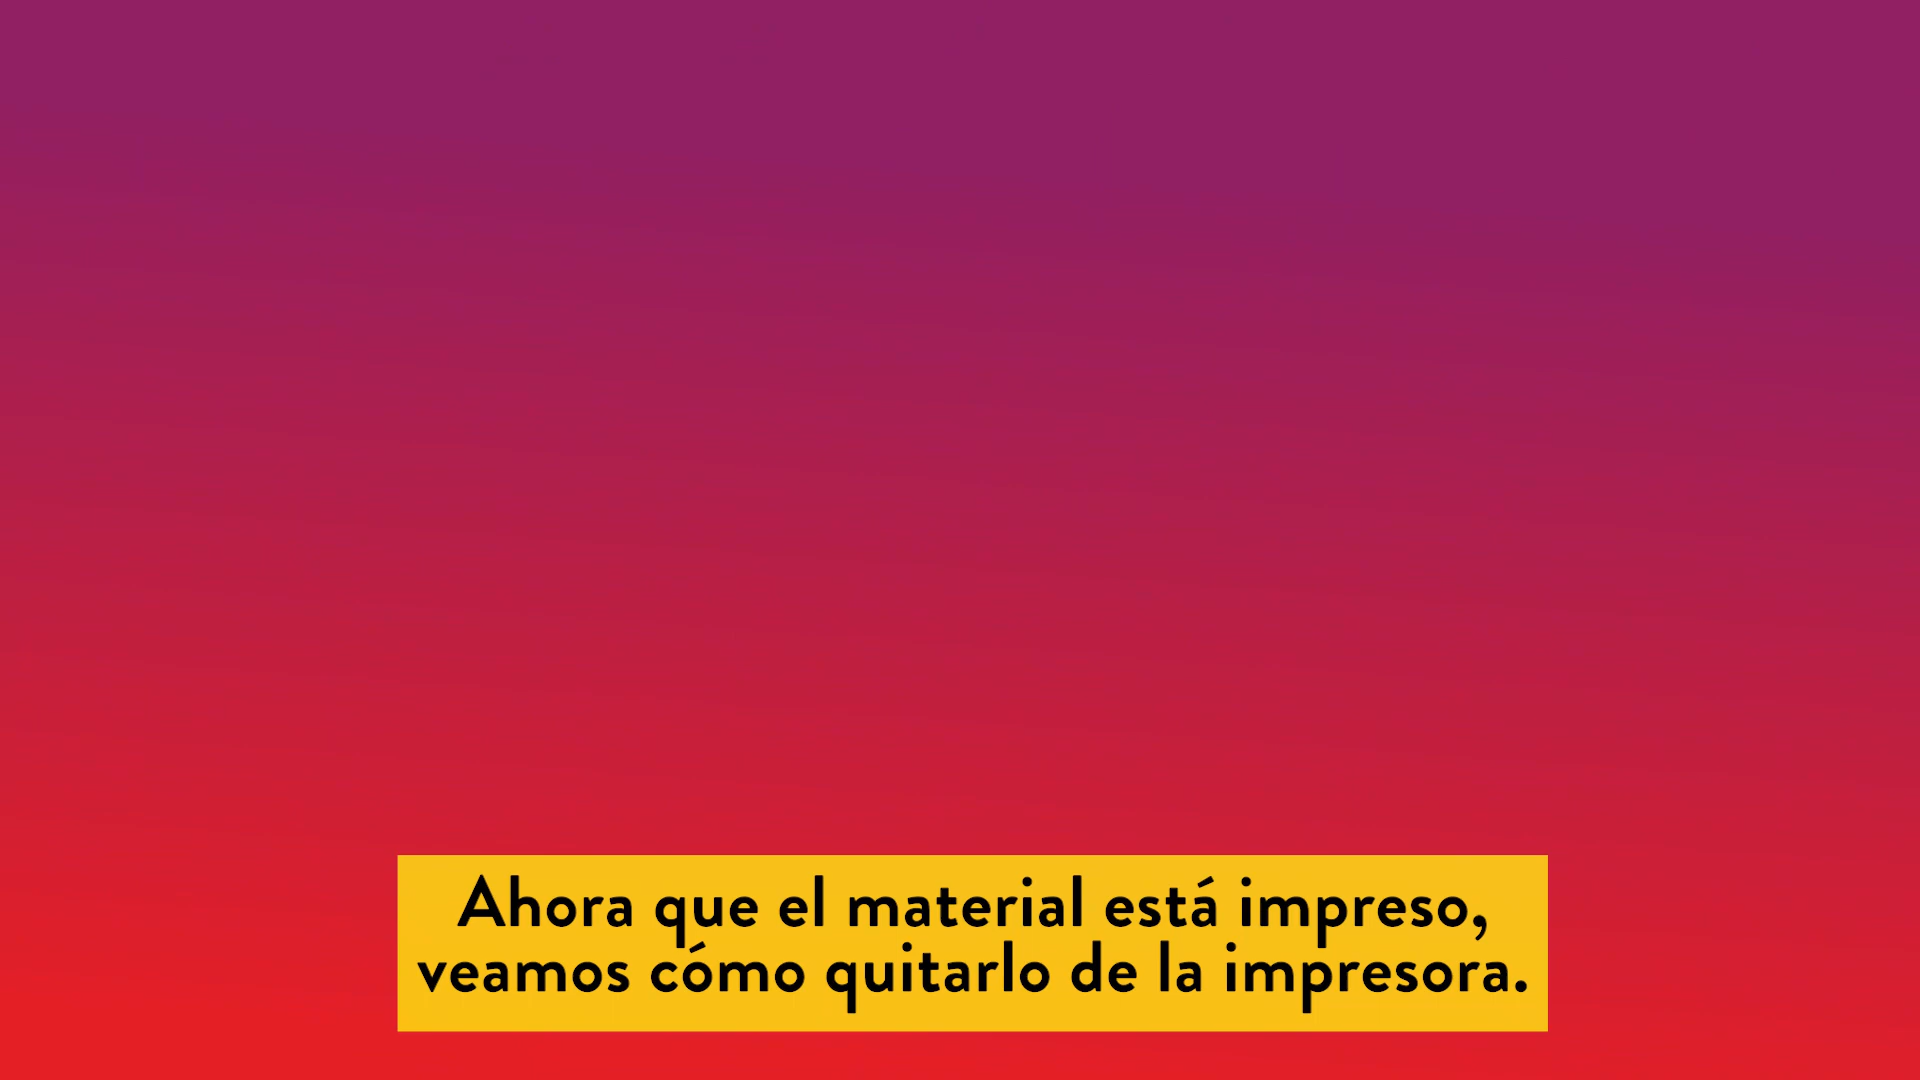 Ahora que el material está impreso,
veamos cómo quitarlo de la impresora.